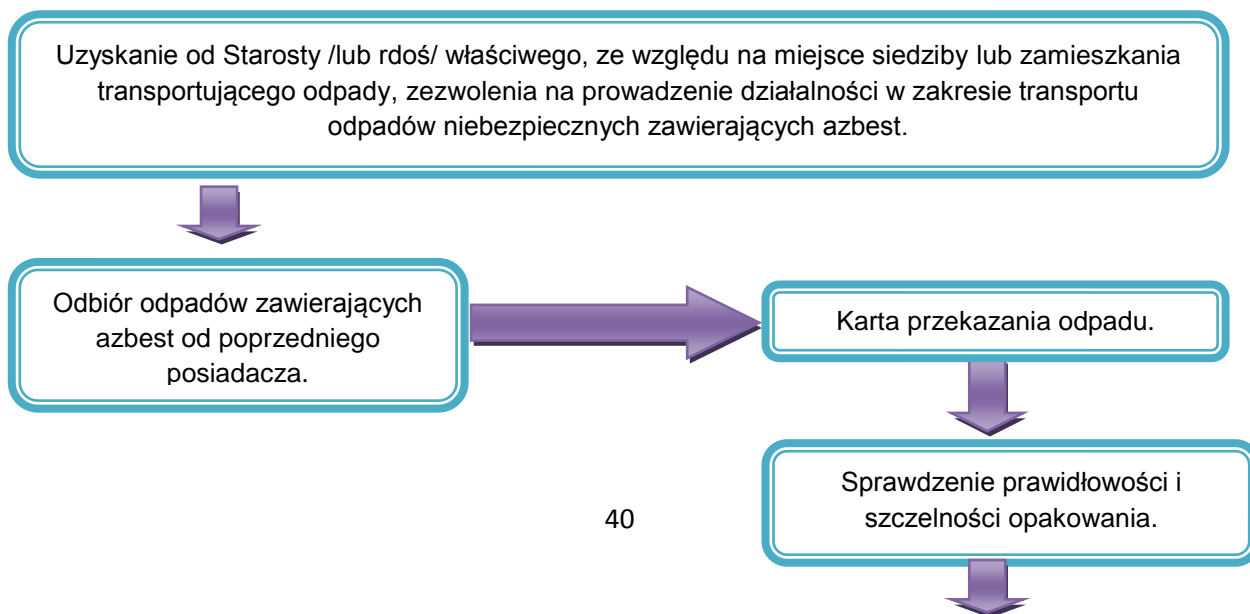 Uzyskanie od Starosty /lub rdoś/ właściwego, ze względu na miejsce siedziby lub zamieszkania
transportującego odpady, zezwolenia na prowadzenie działalności w zakresie transportu
odpadów niebezpiecznych zawierających azbest.
Odbiór odpadów zawierających
azbest od poprzedniego
posiadacza.
Karta przekazania odpadu.
Sprawdzenie prawidłowości i
szczelności opakowania.
40